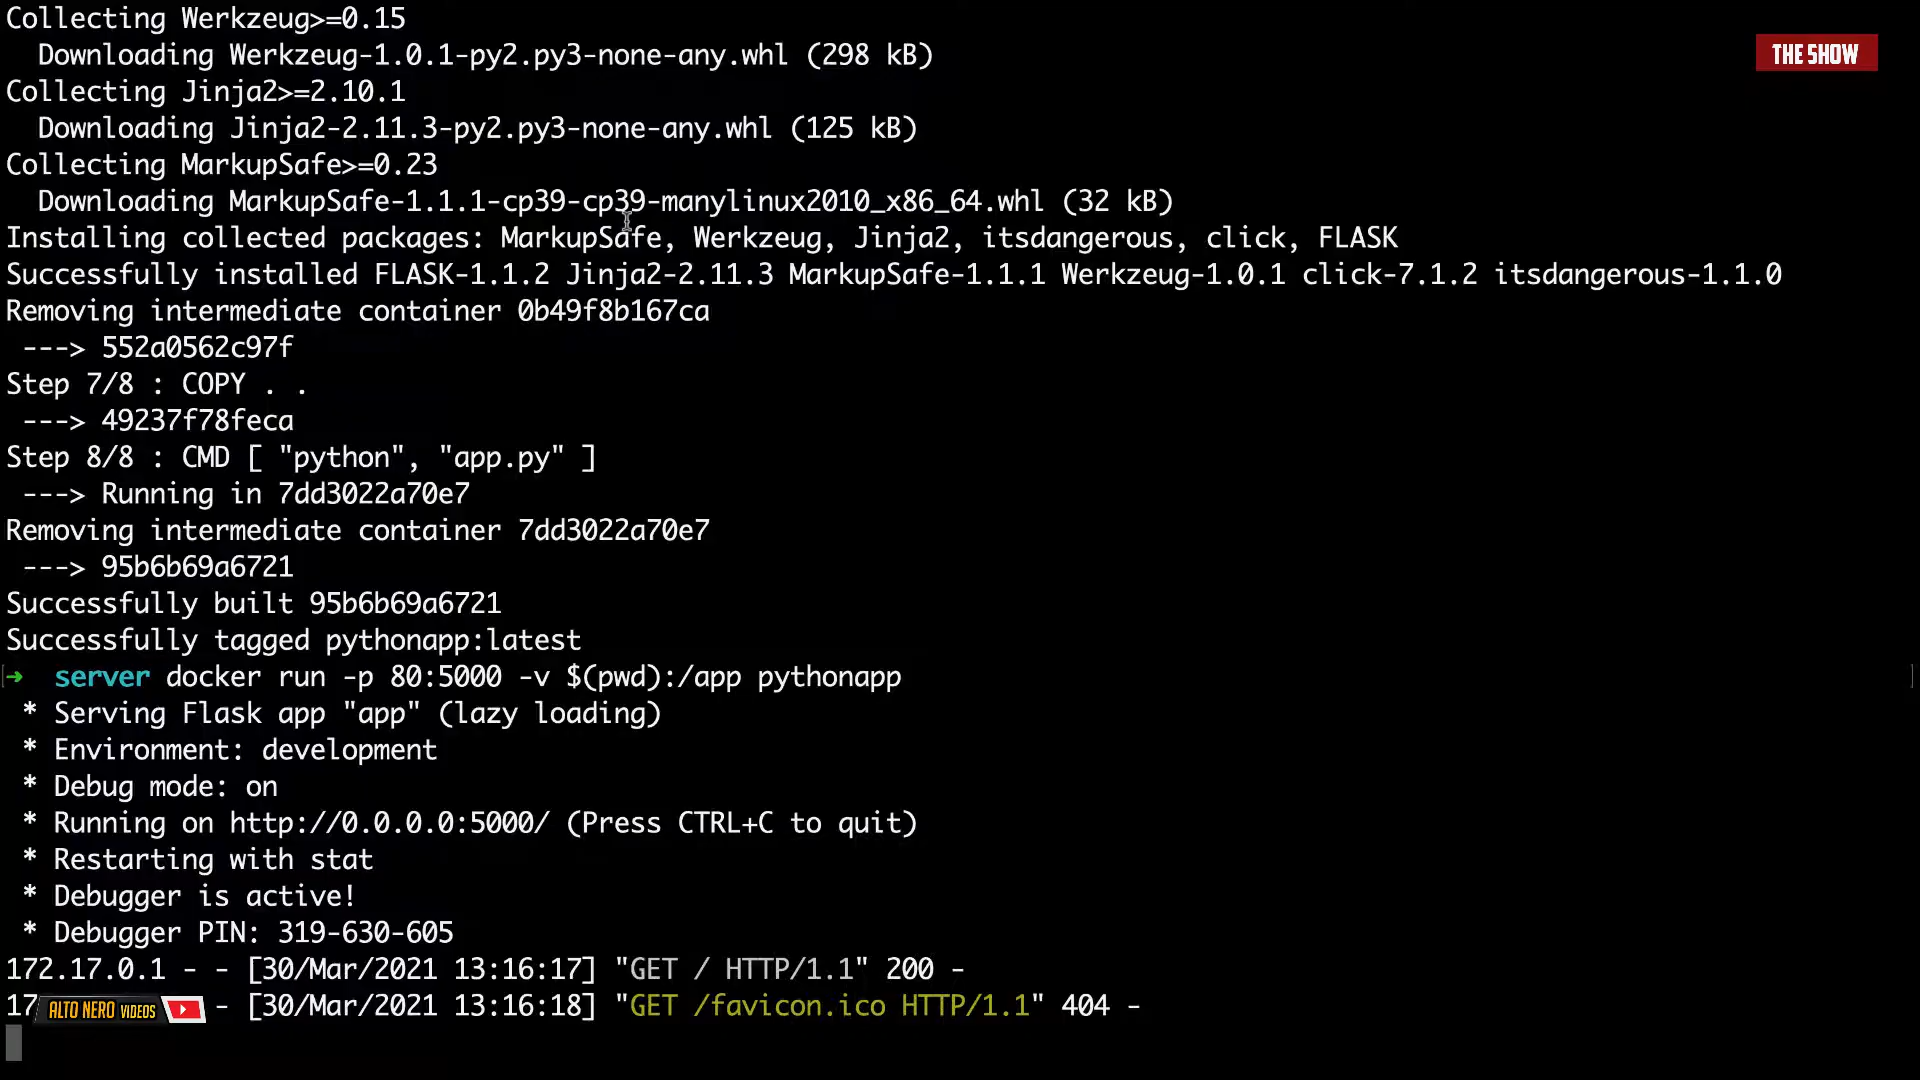 Collecting Werkzeug>=0.15
THE SHOW
Downloading Werkzeug-1.0.1-py2.py3-none-any.whl (298 kB)
Collecting Jinja2>=2.10.1
Downloading Jinja2-2.11.3-py2.py3-none-any.whl (125 kB)
Collecting MarkupSafe>=0.23
Downloading MarkupSafe-1.1.1-cp39-cp39-manylinux2010_x86_64.whl (32 kB)
Installing collected packages: MarkupSafe, Werkzeug, Jinja2, itsdangerous, click, FLASK
Successfully installed FLASK-1.1.2 Jinja2-2.11.3 MarkupSafe-1.1.1 Werkzeug-1.0.1 click-7.1.2 itsdangerous-1.1.0
Removing intermediate container 0b49f8b167ca
---> 552a0562c97f
Step 7/8 : COPY . .
---> 49237f78feca
Step 8/8 : CMD [ "python", "app.py" ]
---> Running in 7dd3022a70e7
Removing intermediate container 7dd3022a70e7
---> 95b6b69a6721
Successfully built 95b6b69a6721
Successfully tagged pythonapp:latest
➜ server docker run -p 80:5000 -v $(pwd):/app pythonapp
* Serving Flask app "app" (lazy loading)
* Environment: development
* Debug mode: on
* Running on http://0.0.0.0:5000/ (Press CTRL+C to quit)
* Restarting with stat
* Debugger is active!
* Debugger PIN: 319-630-605
172.17.0.1 - - [30/Mar/2021 13:16:17] "GET / HTTP/1.1" 200 -
17 ALTO NERO VIDEOS - [30/Mar/2021 13:16:18] "GET /favicon.ico HTTP/1.1" 404 -